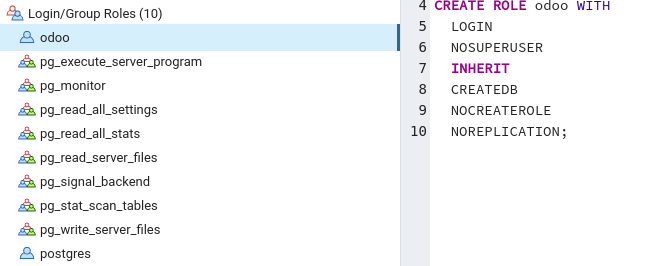 Login/Group Roles (10)
odoo
pg_execute_server_program
pg_monitor
pg_read_all_settings
pg_read_all_stats
pg_read_server_files
pg_signal_backend
pg_stat_scan_tables
pg_write_server_files
postgres
4 CREATE ROLE odoo WITH
5 LOGIN
6 NOSUPERUSER
7 INHERIT
8 CREATEDB
9 NOCREATEROLE
10 NOREPLICATION;